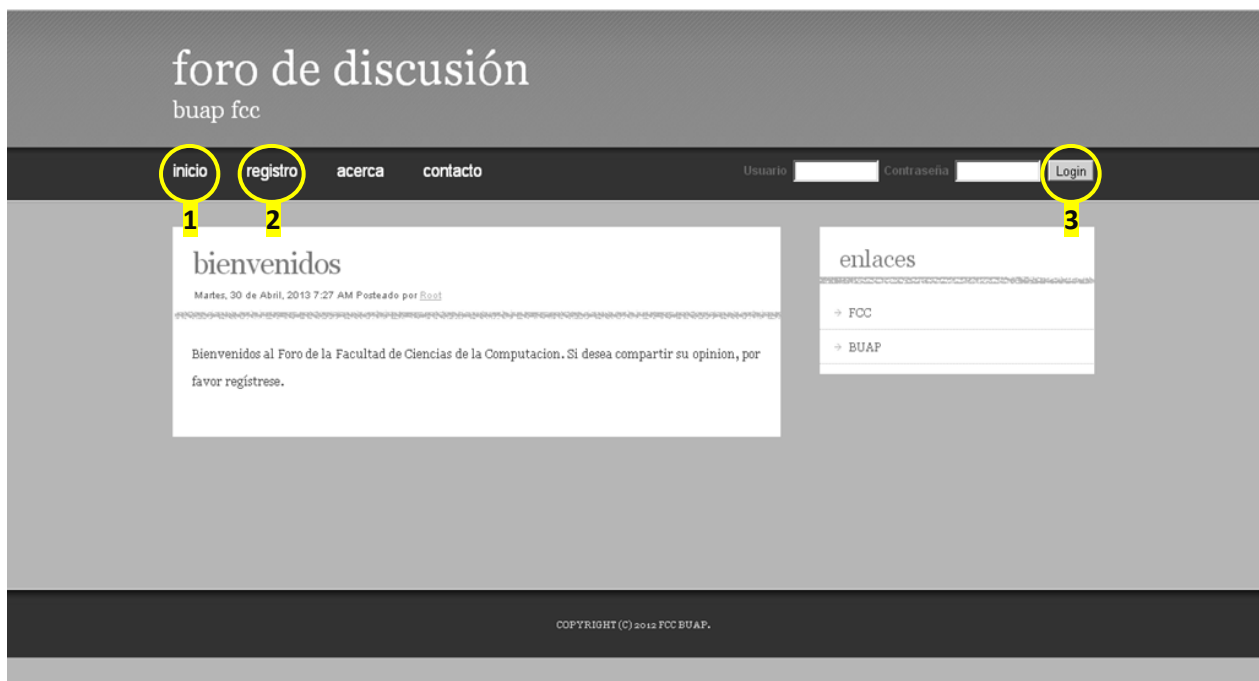 foro de discusión
buap fcc
inicio registro acerca contacto Usuario Contraseña Login
1 2 3
bienvenidos
Martes, 30 de Abril, 2013 7:27 AM Posteado por Root
Bienvenidos al Foro de la Facultad de Ciencias de la Computacion. Si desea compartir su opinion, por
favor regístrese.
enlaces
FCC
BUAP
COPYRIGHT (C) 2012 FCC BUAP.